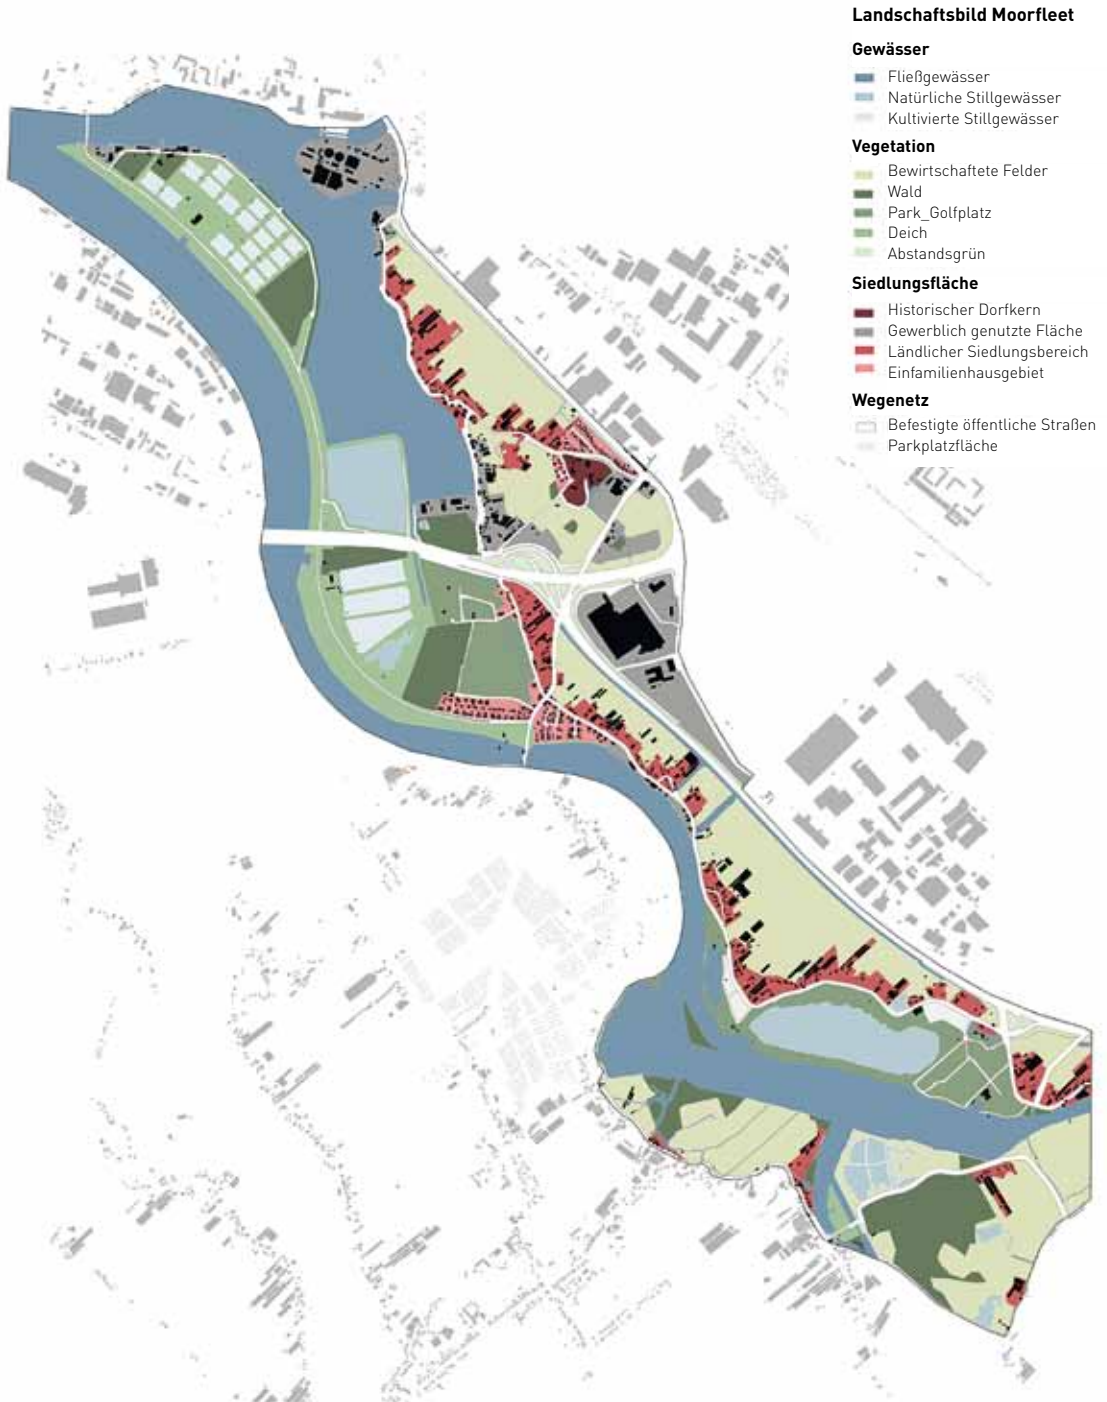 Landschaftsbild Moorfleet
Gewässer
Fließgewässer
Natürliche Stillgewässer
Kultivierte Stillgewässer
Vegetation
Bewirtschaftete Felder
Wald
Park_Golfplatz
Deich
Abstandsgrün
Siedlungsfläche
Historischer Dorfkern
Gewerblich genutzte Fläche
Ländlicher Siedlungsbereich
Einfamilienhausgebiet
Wegenetz
Befestigte öffentliche Straßen
Parkplatzfläche